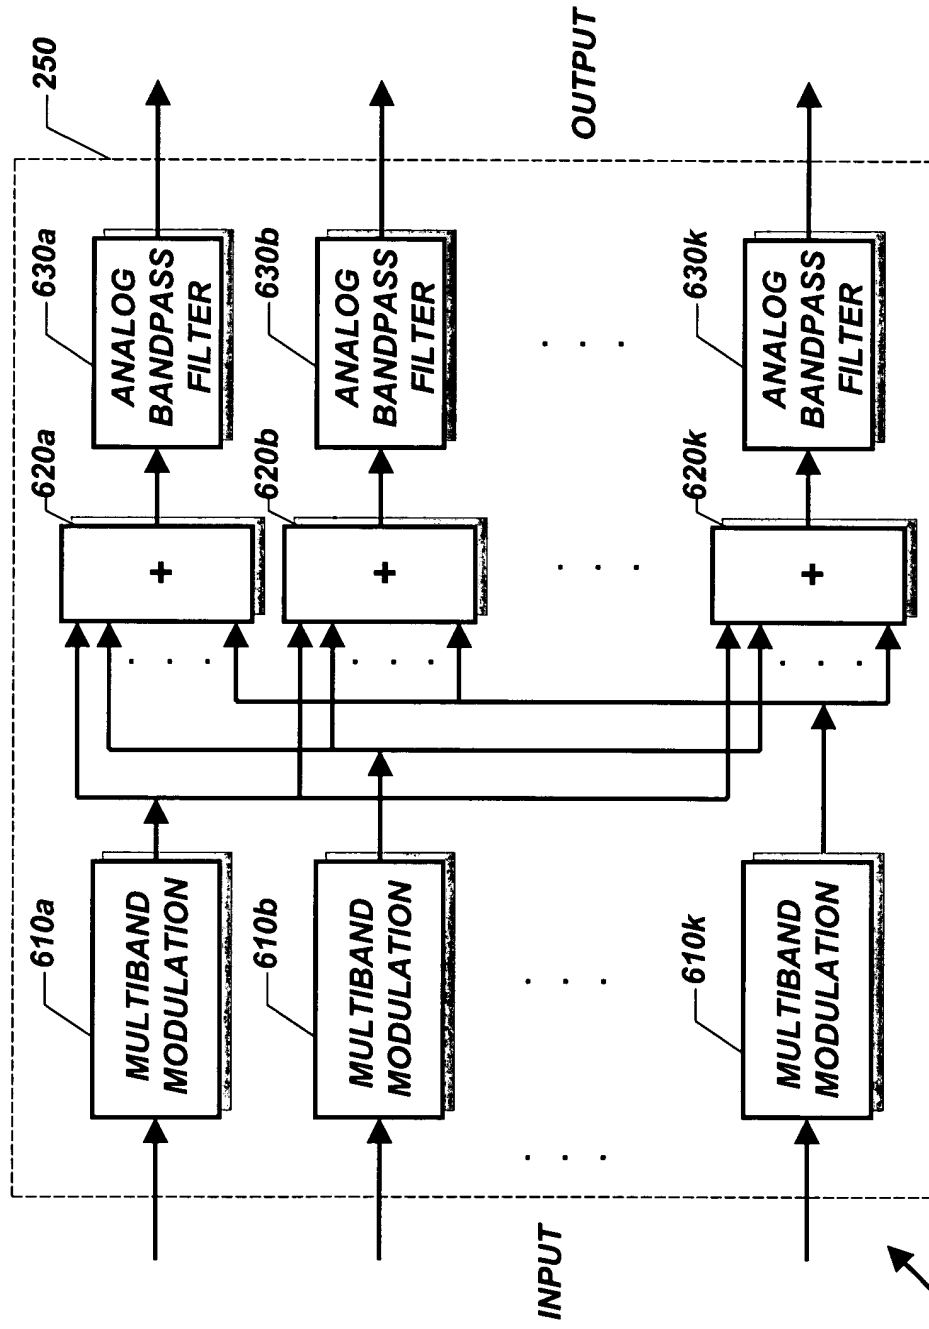 250
630a
ANALOG
BANDPASS
FILTER
620a
+
610a
MULTIBAND
MODULATION
630b
ANALOG
BANDPASS
FILTER
620b
+
610b
MULTIBAND
MODULATION
630k
ANALOG
BANDPASS
FILTER
620k
+
610k
MULTIBAND
MODULATION
INPUT
OUTPUT